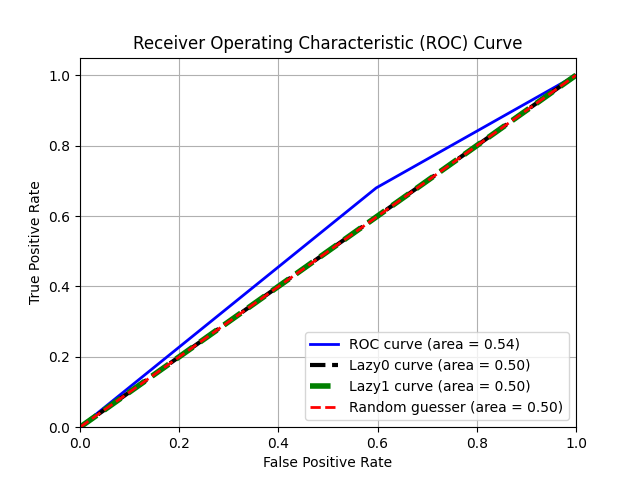 Receiver Operating Characteristic (ROC) Curve
1.0
0.8
0.6
0.4
0.2
0.0
True Positive Rate
ROC curve (area = 0.54)
Lazy0 curve (area = 0.50)
Lazy1 curve (area = 0.50)
Random guesser (area = 0.50)
0.0 0.2 0.4 0.6 0.8 1.0
False Positive Rate